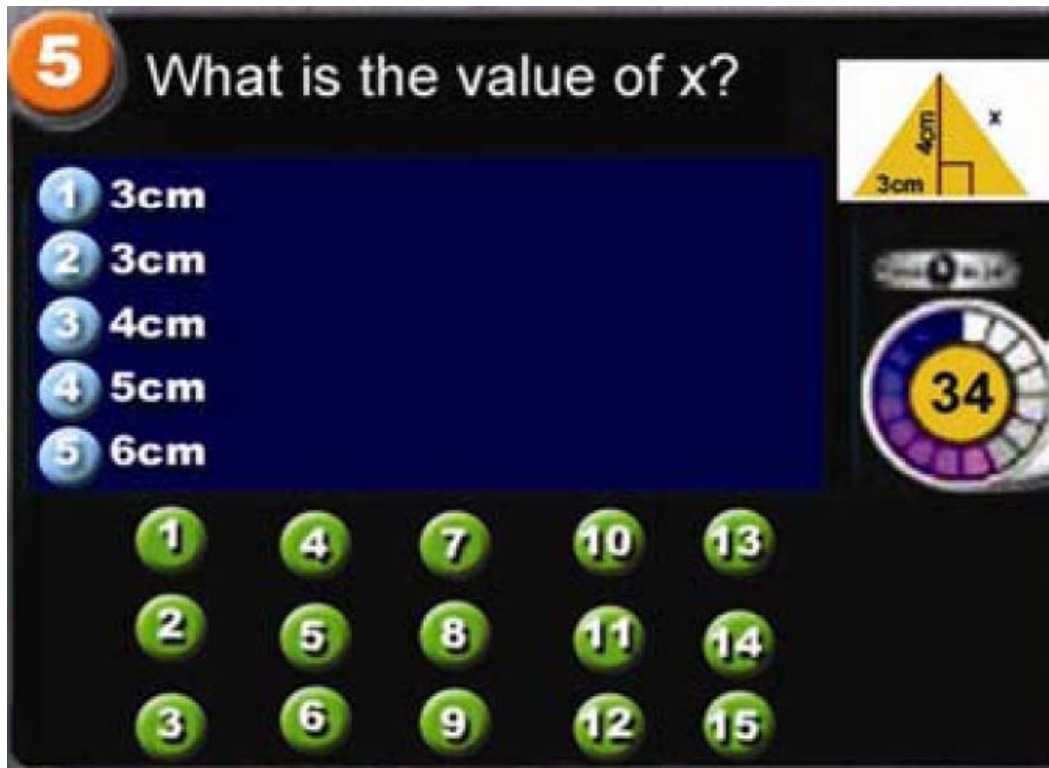 5 What is the value of x?
4cm
x
3cm
1 3cm
2 3cm
3 4cm
4 5cm
5 6cm
34
1 4 7 10 13
2 5 8 11 14
3 6 9 12 15